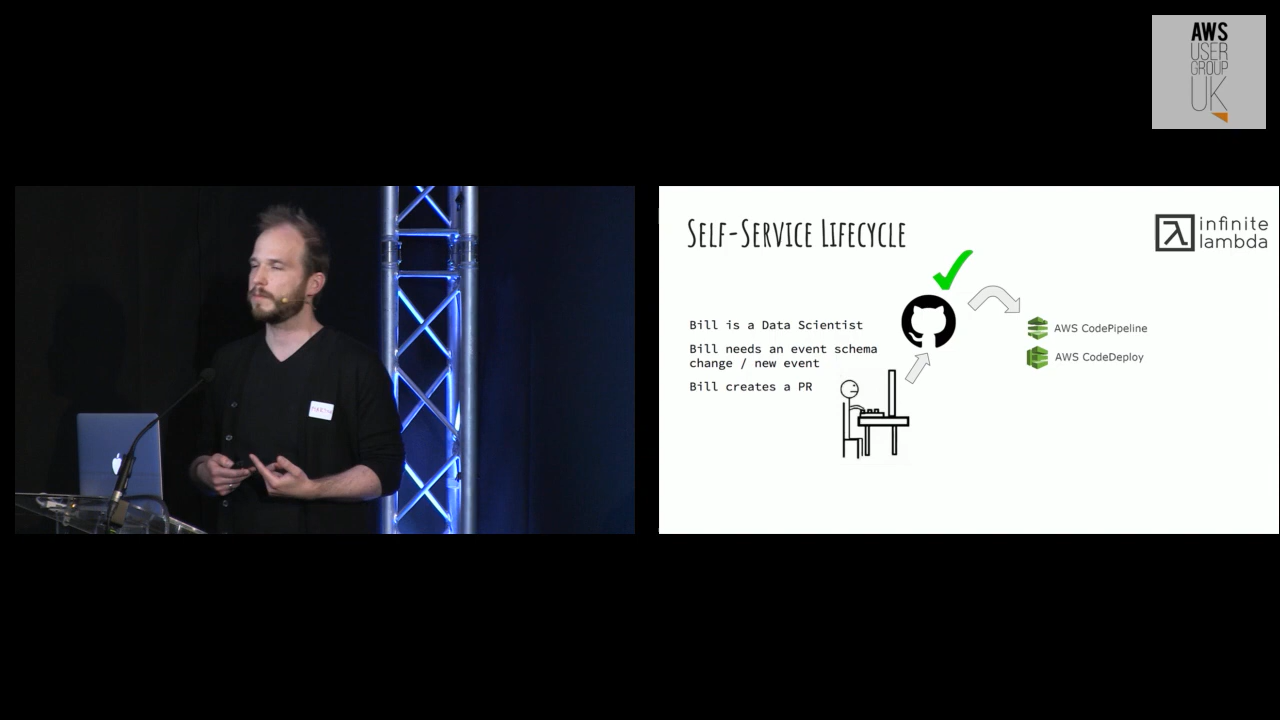 AWS
USER
GROUP
UK
SELF-SERVICE LIFECYCLE
infinite
lambda
Bill is a Data Scientist
Bill needs an event schema
change / new event
Bill creates a PR
AWS CodePipeline
AWS CodeDeploy